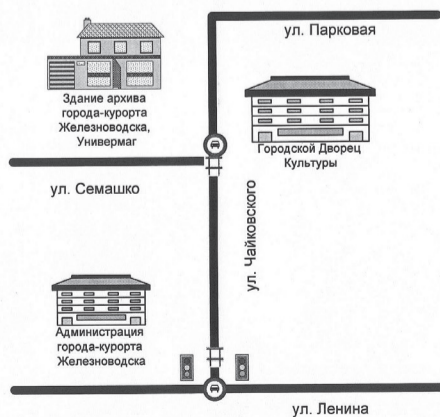 ул. Парковая
Здание архива
города-курорта
Железноводска,
Универмаг
Городской Дворец
Культуры
ул. Семашко
ул. Чайковского
Администрация
города-курорта
Железноводска
ул. Ленина